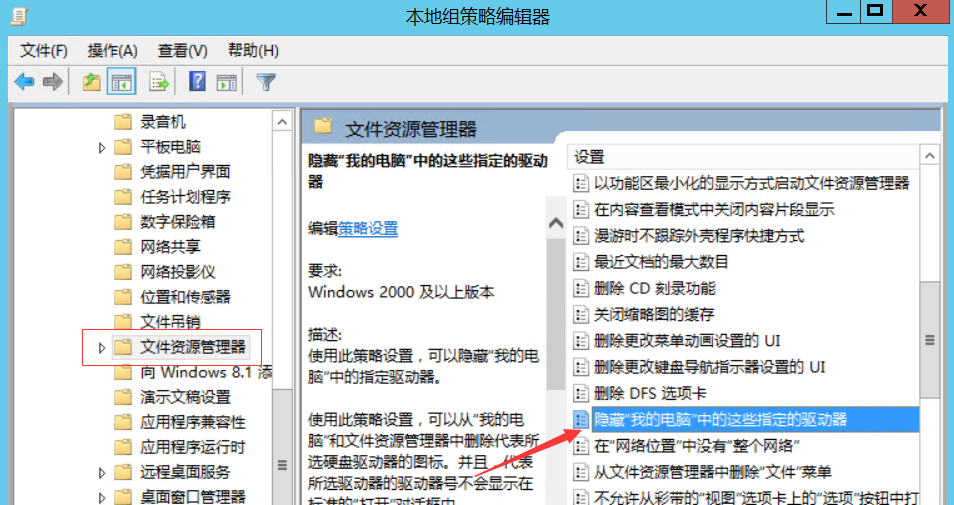 本地组策略编辑器
文件(F) 操作(A) 查看(V) 帮助(H)
录音机
平板电脑
凭据用户界面
任务计划程序
数字保险箱
网络共享
网络投影仪
位置和传感器
文件吊销
文件资源管理器
向 Windows 8.1 添
演示文稿设置
应用程序兼容性
应用程序运行时
远程桌面服务
桌面窗口管理器
文件资源管理器
隐藏“我的电脑”中的这些指定的驱动
器
编辑策略设置
要求:
Windows 2000 及以上版本
描述:
使用此策略设置，可以隐藏“我的电
脑”中的指定驱动器。
使用此策略设置，可以从“我的电
脑”和文件资源管理器中删除代表所
选硬盘驱动器的图标。并且，代表
所选驱动器的驱动器号不会显示在
标准的“打开”对话框中
设置
以功能区最小化的显示方式启动文件资源管理器
在内容查看模式中关闭内容片段显示
漫游时不跟踪外壳程序快捷方式
最近文档的最大数目
删除 CD 刻录功能
关闭缩略图的缓存
删除更改菜单动画设置的 UI
删除更改键盘导航指示器设置的 UI
删除 DFS 选项卡
隐藏“我的电脑”中的这些指定的驱动器
在“网络位置”中没有“整个网络”
从文件资源管理器中删除“文件”菜单
不允许从彩带的“视图”选项卡上的“选项”按钮中打